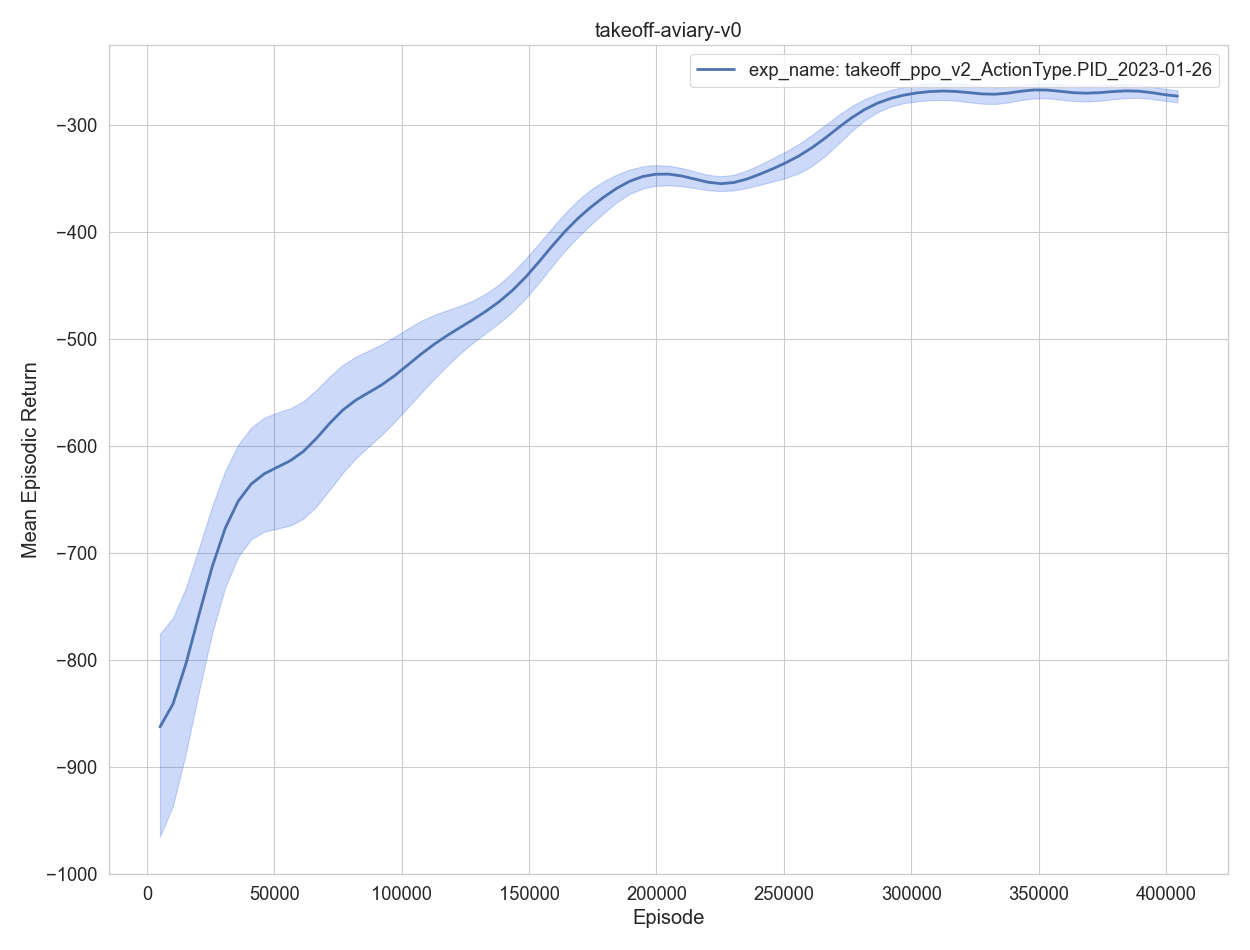 takeoff-aviary-v0
exp_name: takeoff_ppo_v2_ActionType.PID_2023-01-26
−300
−400
−500
−600
−700
−800
−900
−1000
Mean Episodic Return
0 50000 100000 150000 200000 250000 300000 350000 400000
Episode